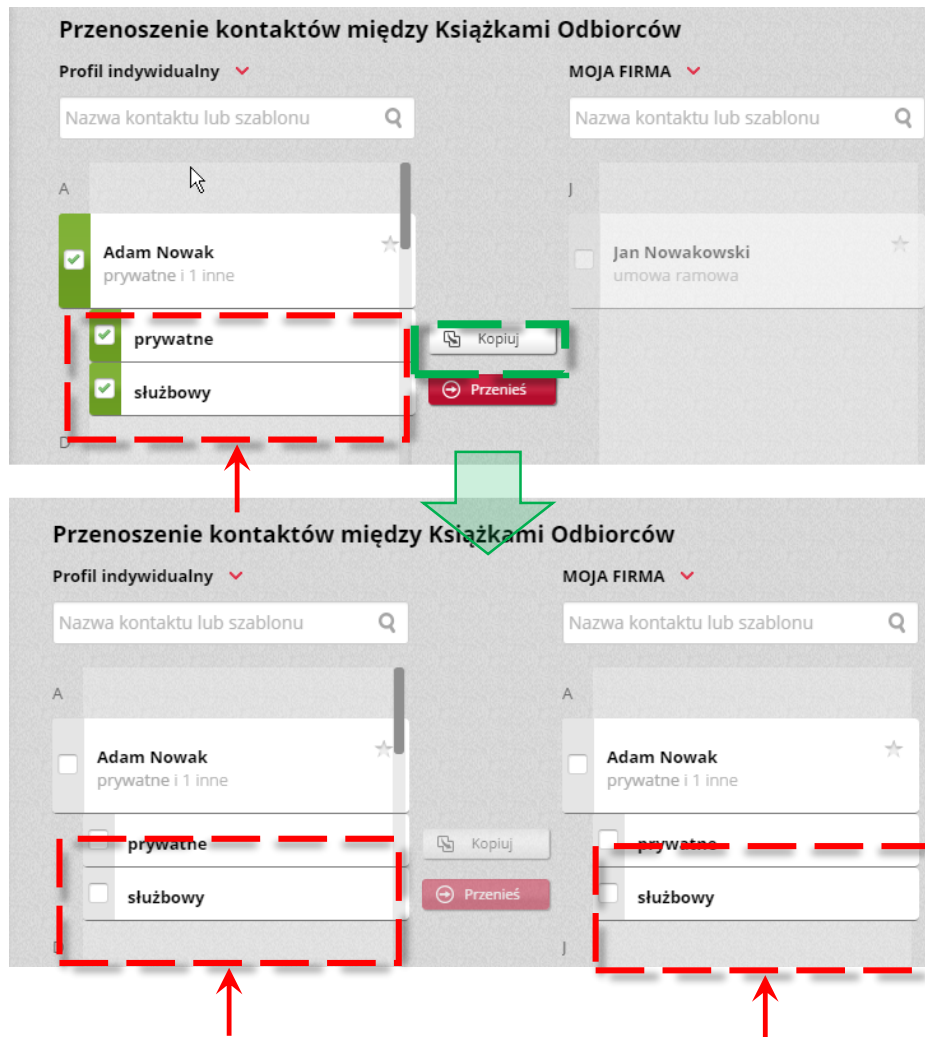 Przenoszenie kontaktów między Książkami Odbiorców
Profil indywidualny MOJA FIRMA
Nazwa kontaktu lub szablonu Nazwa kontaktu lub szablonu
A J
Adam Nowak Jan Nowakowski
prywatne i 1 inne umowa ramowa
prywatne Kopiuj
służbowy Przenieś
D
Przenoszenie kontaktów między Książkami Odbiorców
Profil indywidualny MOJA FIRMA
Nazwa kontaktu lub szablonu Nazwa kontaktu lub szablonu
A A
Adam Nowak Adam Nowak
prywatne i 1 inne prywatne i 1 inne
prywatne Kopiuj prywatne
służbowy Przenieś służbowy
D J